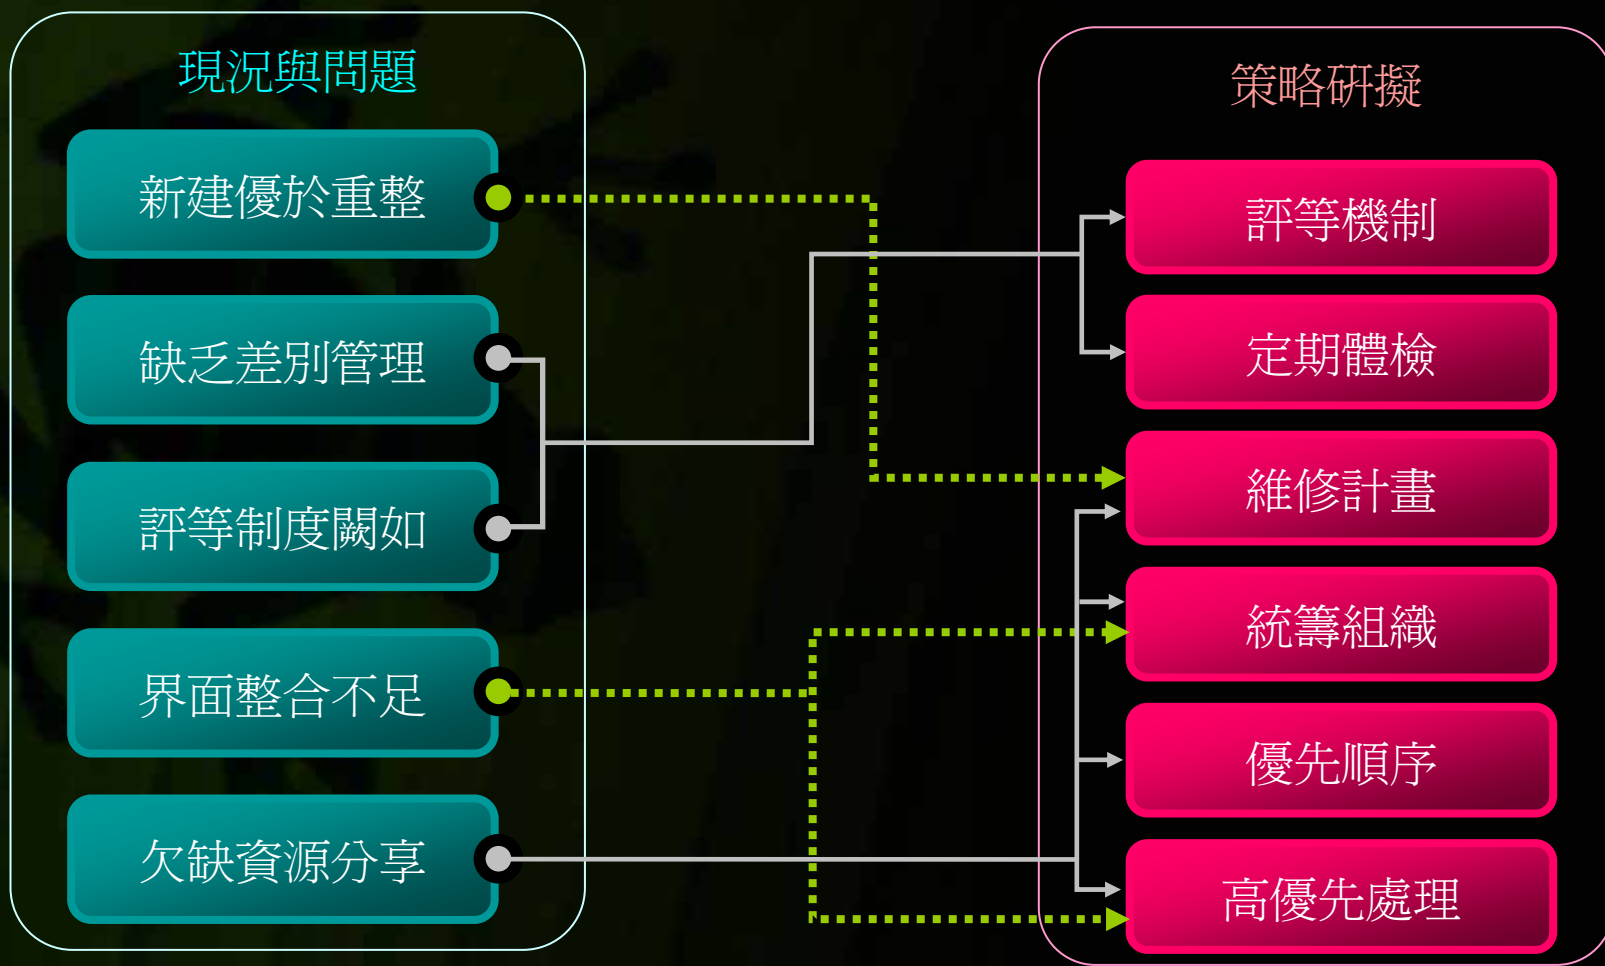 現況與問題
新建優於重整
缺乏差別管理
評等制度闕如
界面整合不足
欠缺資源分享
策略研擬
評等機制
定期體檢
維修計畫
統籌組織
優先順序
高優先處理